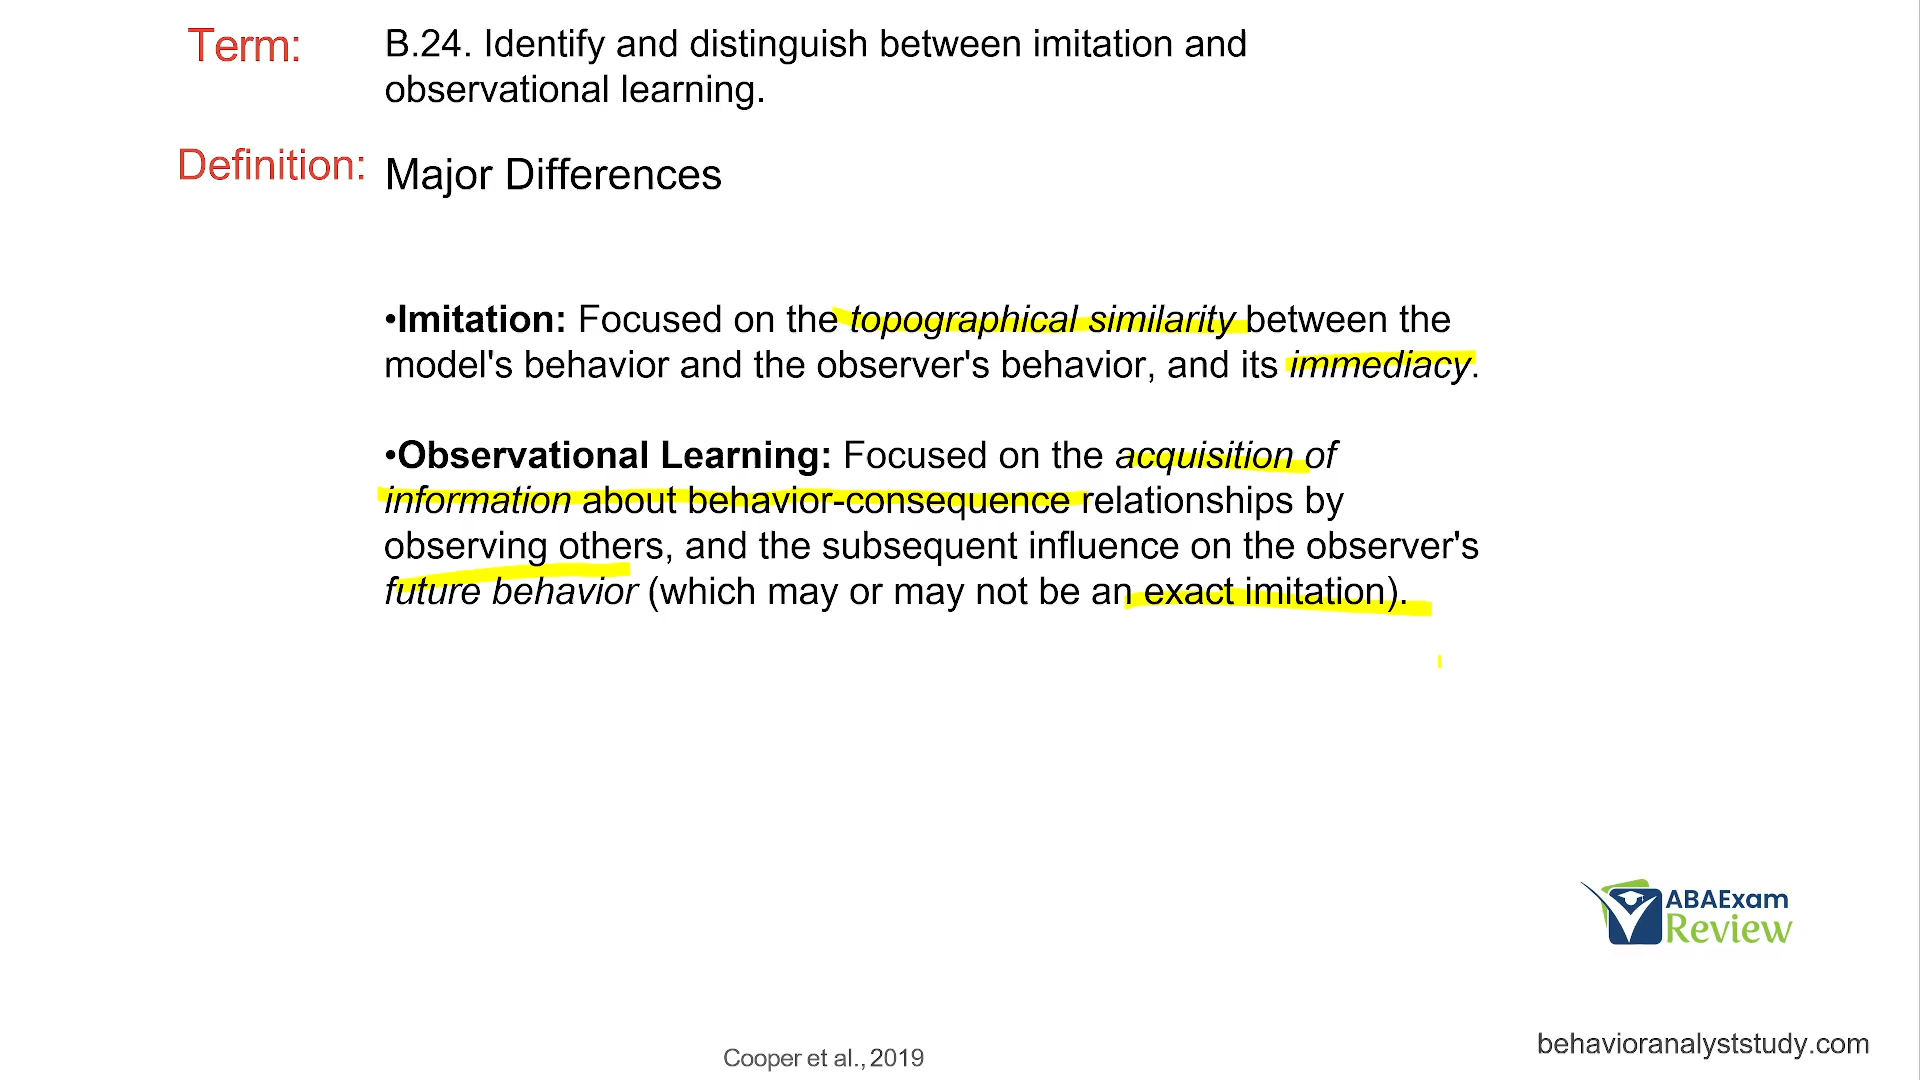 Term:
B.24. Identify and distinguish between imitation and
observational learning.
Definition:
Major Differences
•Imitation: Focused on the topographical similarity between the
model's behavior and the observer's behavior, and its immediacy.
•Observational Learning: Focused on the acquisition of
information about behavior-consequence relationships by
observing others, and the subsequent influence on the observer's
future behavior (which may or may not be an exact imitation).
ABAExam
Review
behavioranalyststudy.com
Cooper et al., 2019